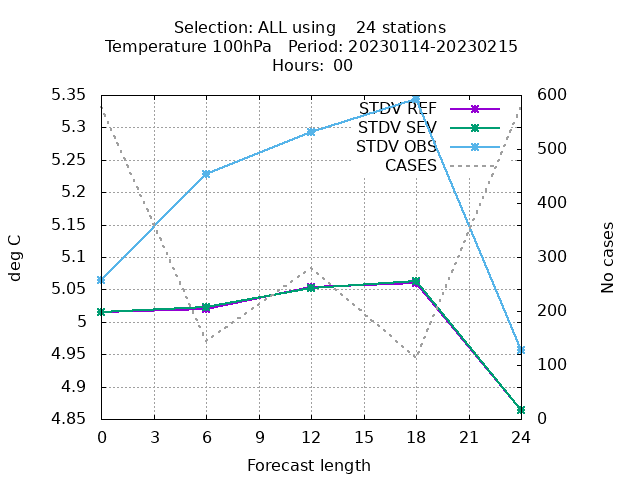 Selection: ALL using    24 stations
Temperature 100hPa   Period: 20230114-20230215
Hours:  00
STDV REF
STDV SEV
STDV OBS
CASES
5.35
5.3
5.25
5.2
5.15
5.1
5.05
5
4.95
4.9
4.85
deg C
600
500
400
300
200
100
0
No cases
0 3 6 9 12 15 18 21 24
Forecast length